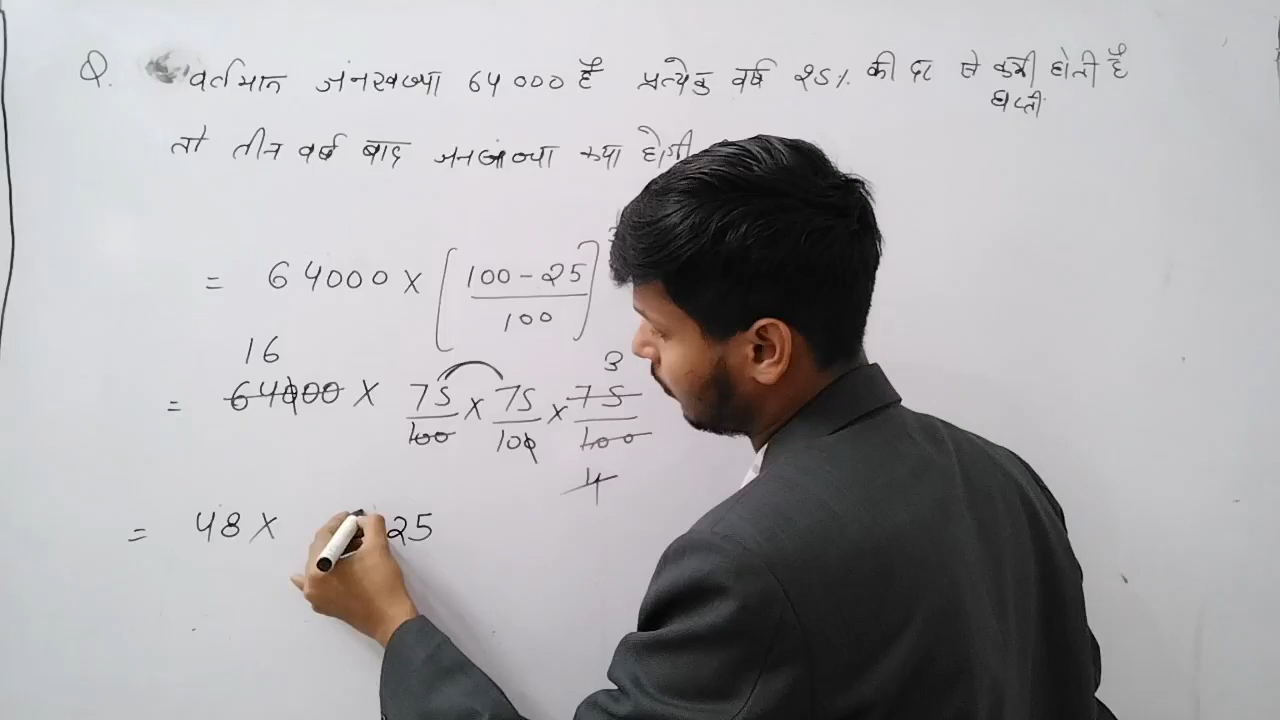 Q. वर्तमान जनसख्या 64000 है प्रत्येक वर्ष 25% की दर से कमी होती है
घटती
तो तीन वर्ष बाद जनसंख्या क्या होगी
= 64000 × [100-25/100]
16 3
= 64000 × 75/100 × 75/100 × 75/100
4
= 48 × 25